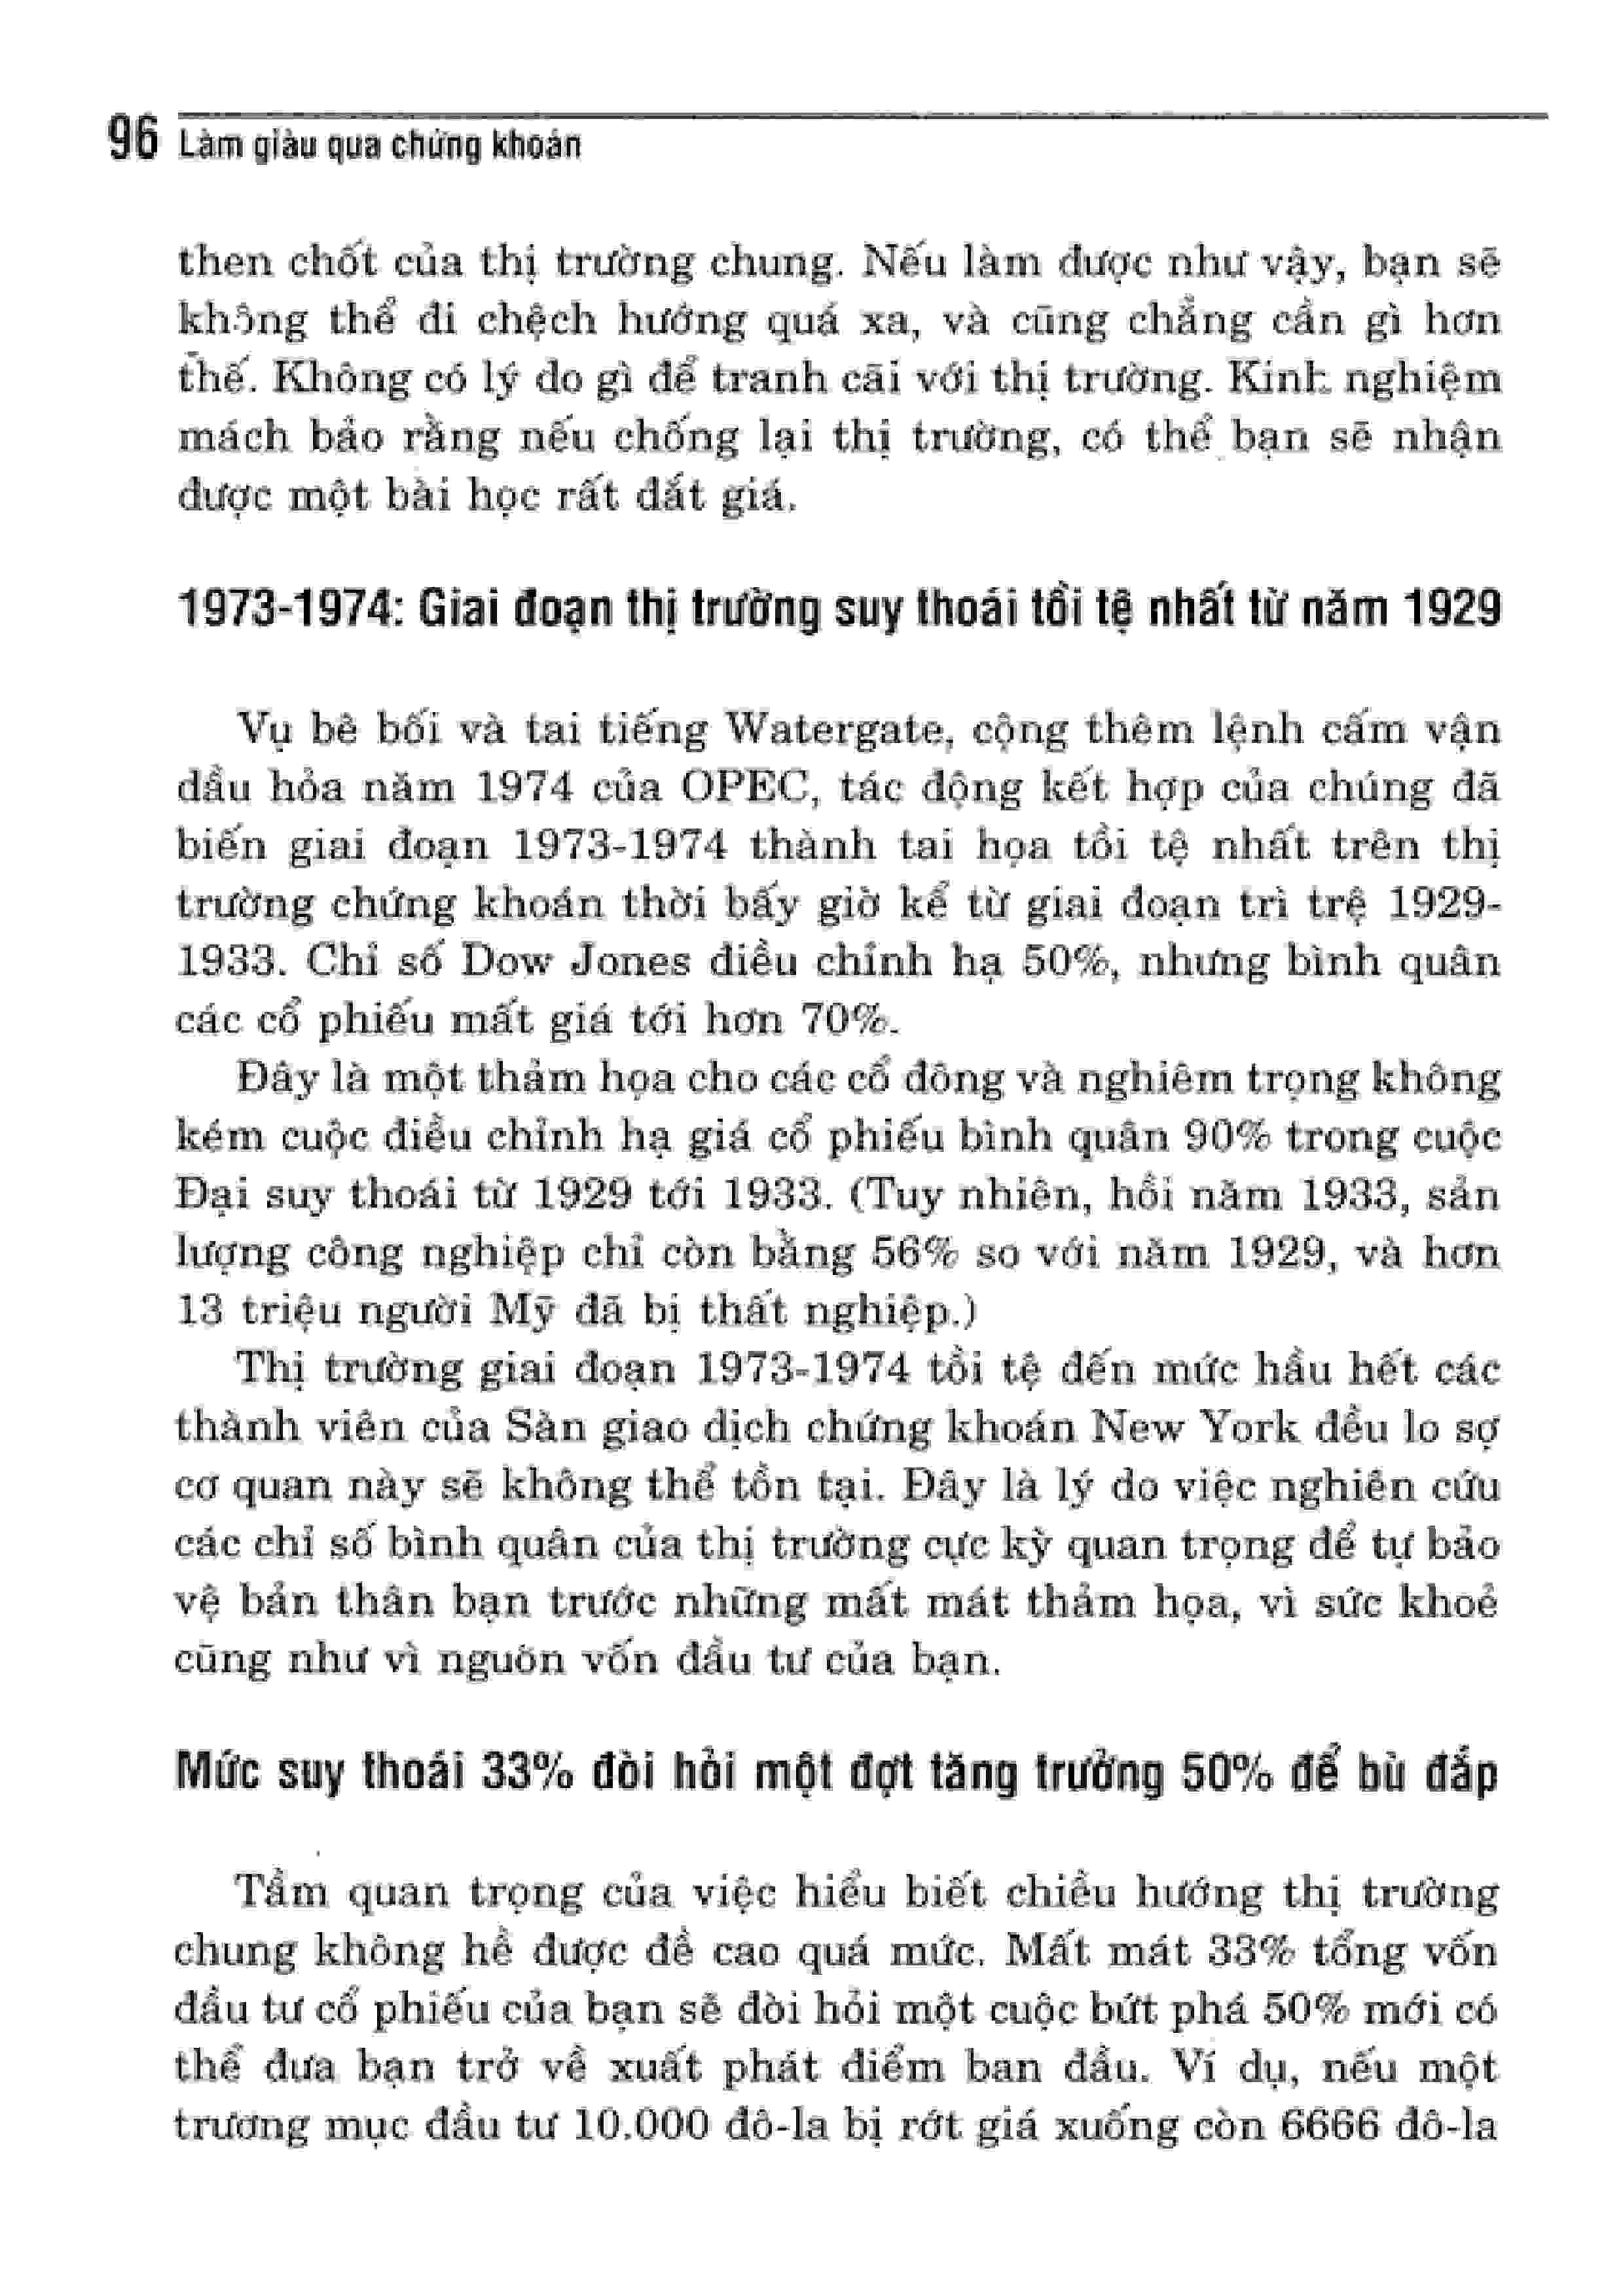 96 Làm giàu qua chứng khoán
then chốt của thị trường chung. Nếu làm được như vậy, bạn sẽ
không thể đi chệch hướng quá xa, và cũng chẳng cần gì hơn
thế. Không có lý do gì để tranh cãi với thị trường. Kinh nghiệm
mách bảo rằng nếu chống lại thị trường, có thể bạn sẽ nhận
được một bài học rất đắt giá.
1973-1974: Giai đoạn thị trường suy thoái tồi tệ nhất từ năm 1929
Vụ bê bối và tai tiếng Watergate, cộng thêm lệnh cấm vận
dầu hỏa năm 1974 của OPEC, tác động kết hợp của chúng đã
biến giai đoạn 1973-1974 thành tai họa tồi tệ nhất trên thị
trường chứng khoán thời bấy giờ kể từ giai đoạn trì trệ 1929-
1933. Chỉ số Dow Jones điều chỉnh hạ 50%, nhưng bình quân
các cổ phiếu mất giá tới hơn 70%.
Đây là một thảm họa cho các cổ đông và nghiêm trọng không
kém cuộc điều chỉnh hạ giá cổ phiếu bình quân 90% trong cuộc
Đại suy thoái từ 1929 tới 1933. (Tuy nhiên, hồi năm 1933, sản
lượng công nghiệp chỉ còn bằng 56% so với năm 1929, và hơn
13 triệu người Mỹ đã bị thất nghiệp.)
Thị trường giai đoạn 1973-1974 tồi tệ đến mức hầu hết các
thành viên của Sàn giao dịch chứng khoán New York đều lo sợ
cơ quan này sẽ không thể tồn tại. Đây là lý do việc nghiên cứu
các chỉ số bình quân của thị trường cực kỳ quan trọng để tự bảo
vệ bản thân bạn trước những mất mát thảm họa, vì sức khoẻ
cũng như vì nguồn vốn đầu tư của bạn.
Mức suy thoái 33% đòi hỏi một đợt tăng trưởng 50% để bù đắp
Tầm quan trọng của việc hiểu biết chiều hướng thị trường
chung không hề được đề cao quá mức. Mất mát 33% tổng vốn
đầu tư cổ phiếu của bạn sẽ đòi hỏi một cuộc bứt phá 50% mới có
thể đưa bạn trở về xuất phát điểm ban đầu. Ví dụ, nếu một
trương mục đầu tư 10.000 đô-la bị rớt giá xuống còn 6666 đô-la